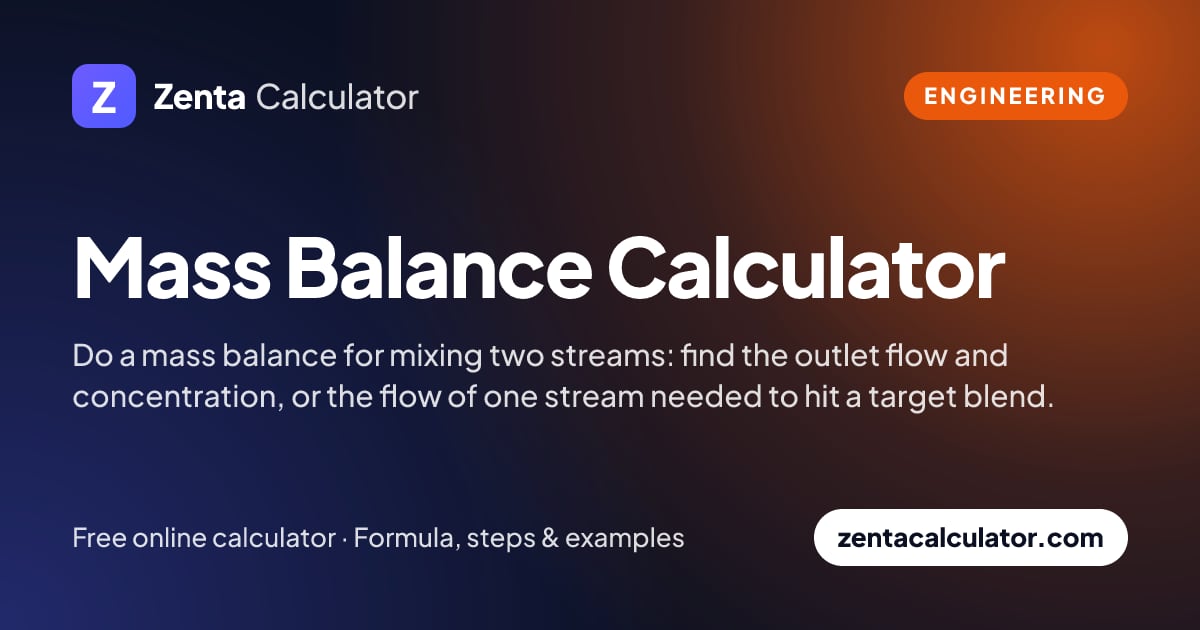 Z
Zenta Calculator
ENGINEERING
Mass Balance Calculator
Do a mass balance for mixing two streams: find the outlet flow and
concentration, or the flow of one stream needed to hit a target blend.
Free online calculator · Formula, steps & examples
zentacalculator.com